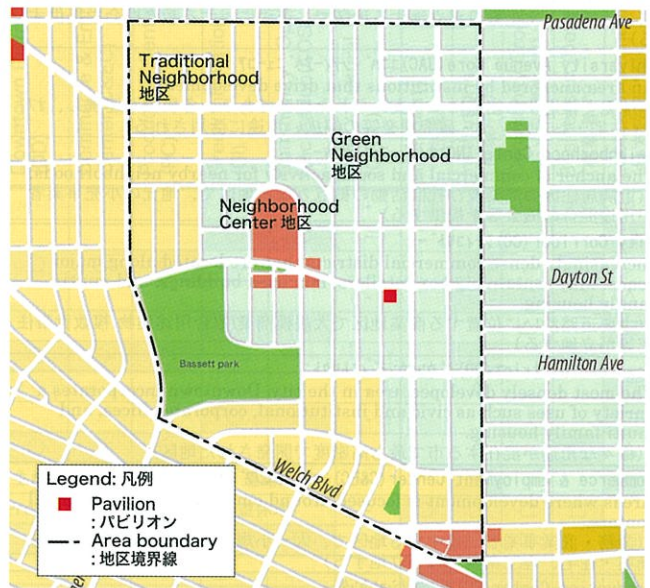 Pasadena Ave
Traditional
Neighborhood
地区
Green
Neighborhood
地区
Neighborhood
Center 地区
Dayton St
Bassett park
Hamilton Ave
Welch Blvd
Legend: 凡例
Pavilion
: パビリオン
Area boundary
: 地区境界線